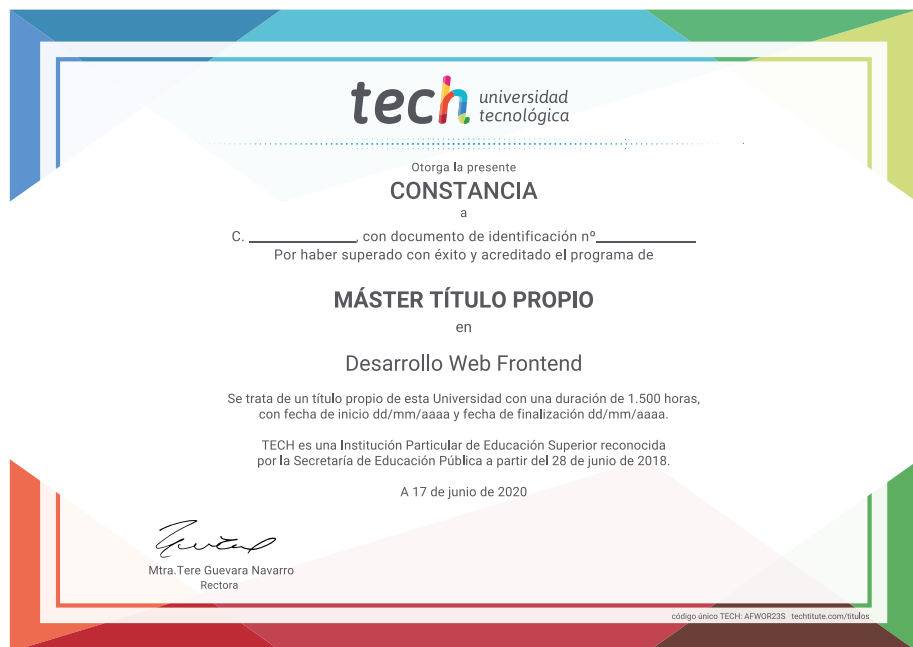 tech universidad
tecnológica
Otorga la presente
CONSTANCIA
a
C. ______________, con documento de identificación nº_____________
Por haber superado con éxito y acreditado el programa de
MÁSTER TÍTULO PROPIO
en
Desarrollo Web Frontend
Se trata de un título propio de esta Universidad con una duración de 1.500 horas,
con fecha de inicio dd/mm/aaaa y fecha de finalización dd/mm/aaaa.
TECH es una Institución Particular de Educación Superior reconocida
por la Secretaría de Educación Pública a partir del 28 de junio de 2018.
A 17 de junio de 2020
Mtra.Tere Guevara Navarro
Rectora
código único TECH: AFWOR23S techtitute.com/titulos